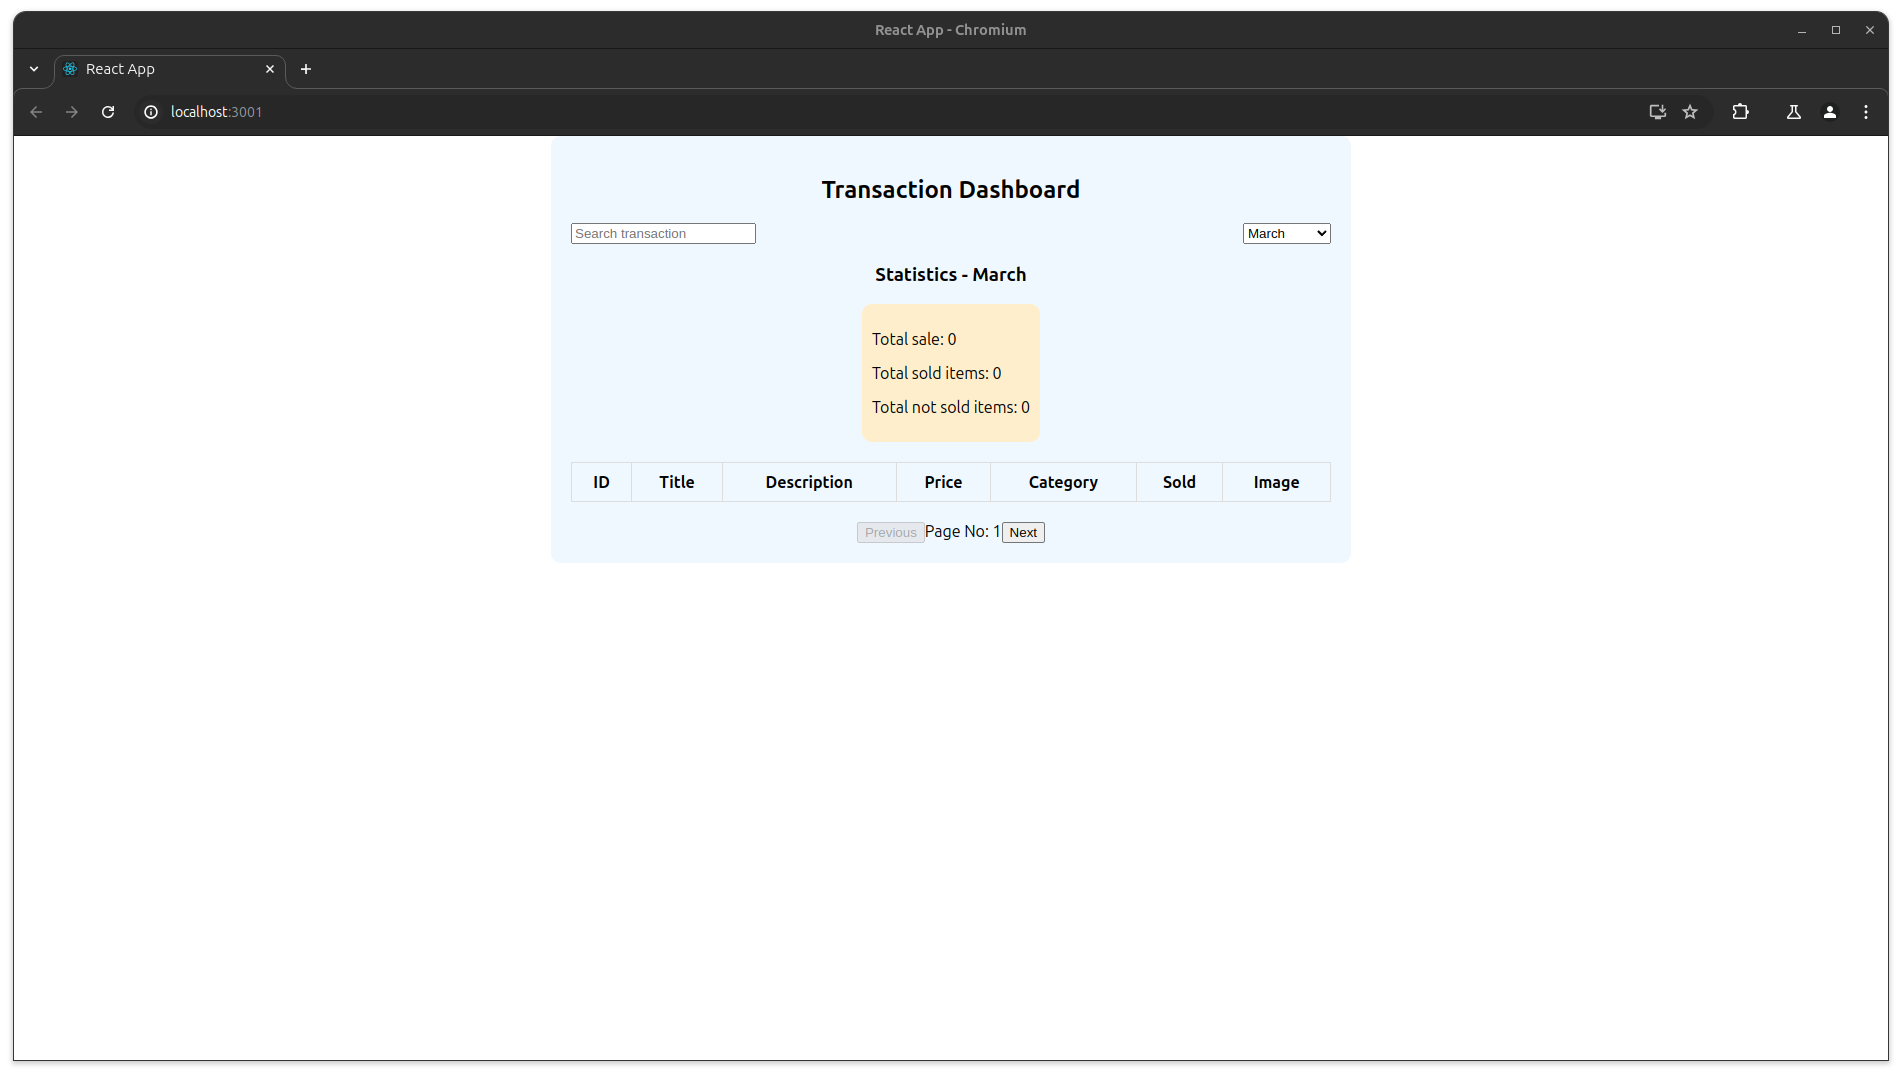 React App - Chromium
React App
localhost:3001
Transaction Dashboard
Search transaction
March
Statistics - March
Total sale: 0
Total sold items: 0
Total not sold items: 0
ID Title Description Price Category Sold Image
Previous Page No: 1 Next